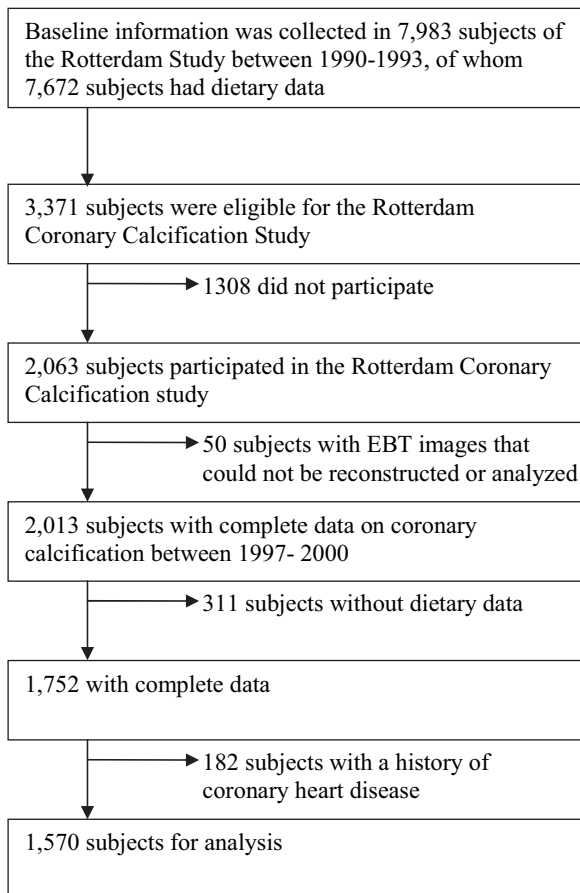 Baseline information was collected in 7,983 subjects of
the Rotterdam Study between 1990-1993, of whom
7,672 subjects had dietary data
3,371 subjects were eligible for the Rotterdam
Coronary Calcification Study
1308 did not participate
2,063 subjects participated in the Rotterdam Coronary
Calcification study
50 subjects with EBT images that
could not be reconstructed or analyzed
2,013 subjects with complete data on coronary
calcification between 1997- 2000
311 subjects without dietary data
1,752 with complete data
182 subjects with a history of
coronary heart disease
1,570 subjects for analysis